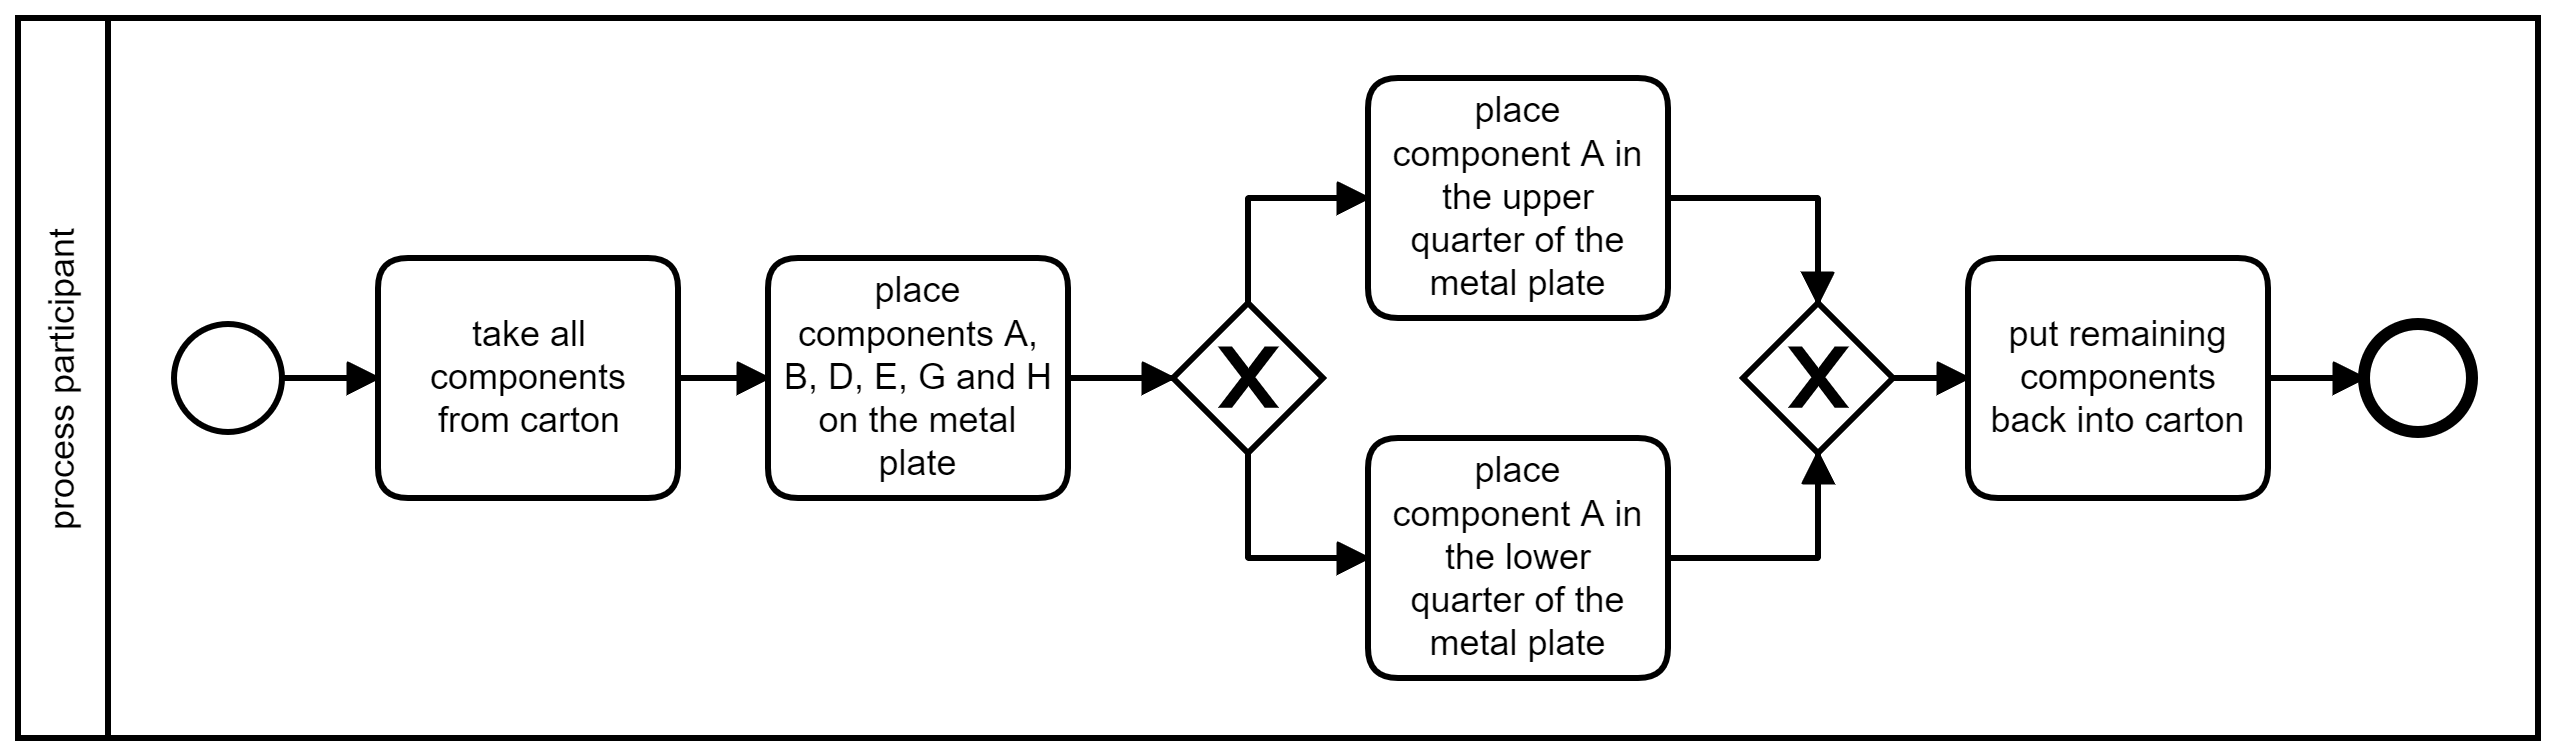 process participant
take all
components
from carton
place
components A,
B, D, E, G and H
on the metal
plate
X
place
component A in
the upper
quarter of the
metal plate
place
component A in
the lower
quarter of the
metal plate
X
put remaining
components
back into carton